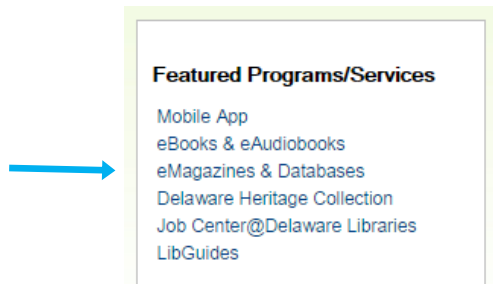 Featured Programs/Services
Mobile App
eBooks & eAudiobooks
eMagazines & Databases
Delaware Heritage Collection
Job Center@Delaware Libraries
LibGuides